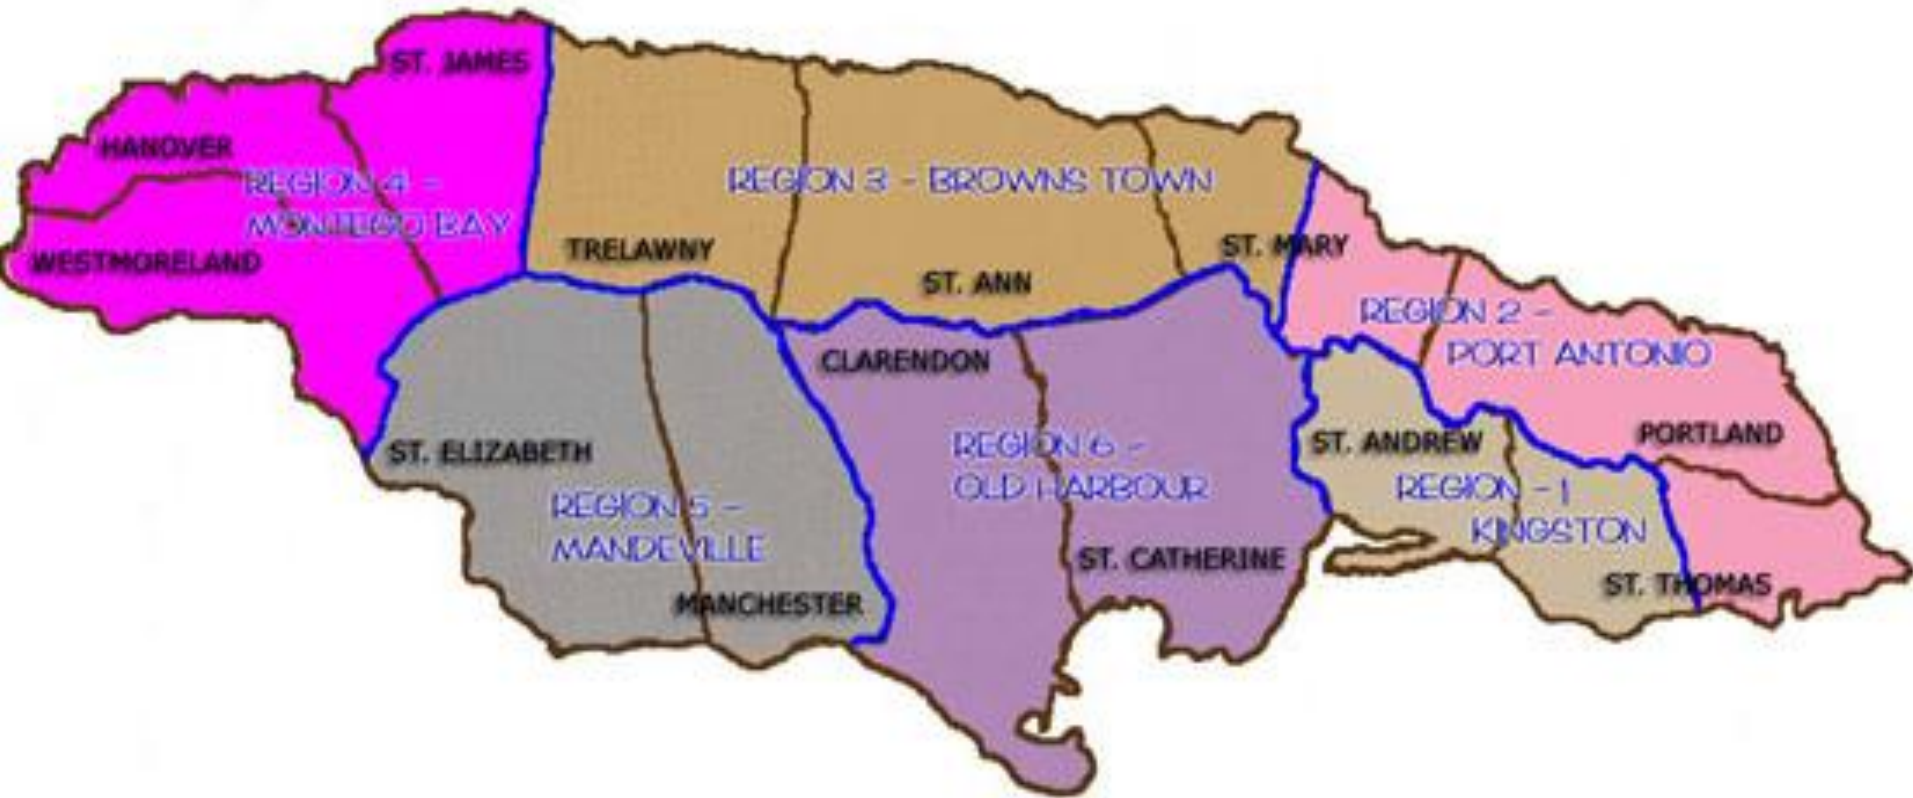 ST. JAMES
HANOVER
REGION 4 -
MONTEGO BAY
WESTMORELAND
REGION 3 - BROWNS TOWN
TRELAWNY
ST. ANN
ST. MARY
REGION 2 -
PORT ANTONIO
PORTLAND
CLARENDON
REGION 6 -
OLD HARBOUR
ST. CATHERINE
ST. ELIZABETH
REGION 5 -
MANDEVILLE
MANCHESTER
ST. ANDREW
REGION - 1
KINGSTON
ST. THOMAS